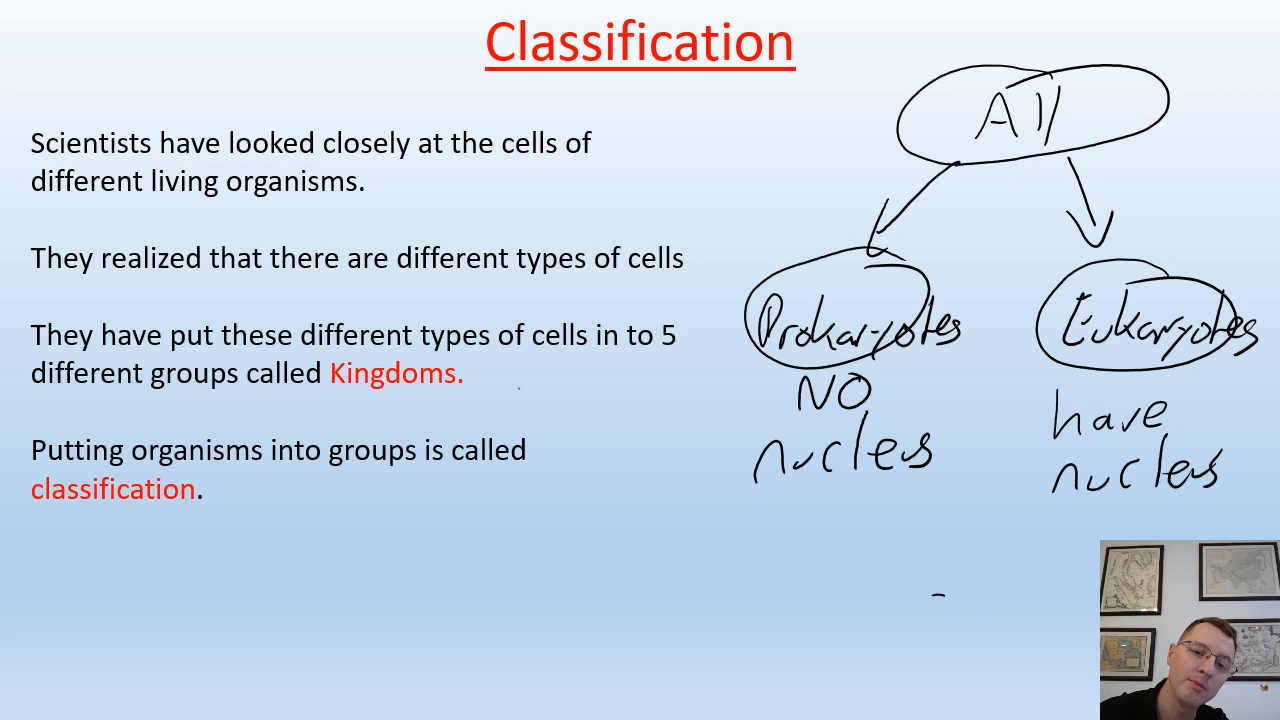 Classification
Scientists have looked closely at the cells of
different living organisms.
They realized that there are different types of cells
They have put these different types of cells in to 5
different groups called Kingdoms.
Putting organisms into groups is called
classification.
All
Prokaryotes
NO
nucleus
Eukaryotes
have
nucleus